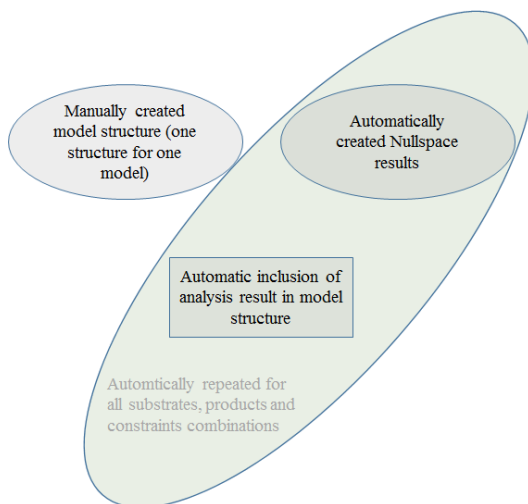 Manually created
model structure (one
structure for one
model)
Automatically
created Nullspace
results
Automatic inclusion of
analysis result in model
structure
Automtically repeated for
all substrates, products and
constraints combinations